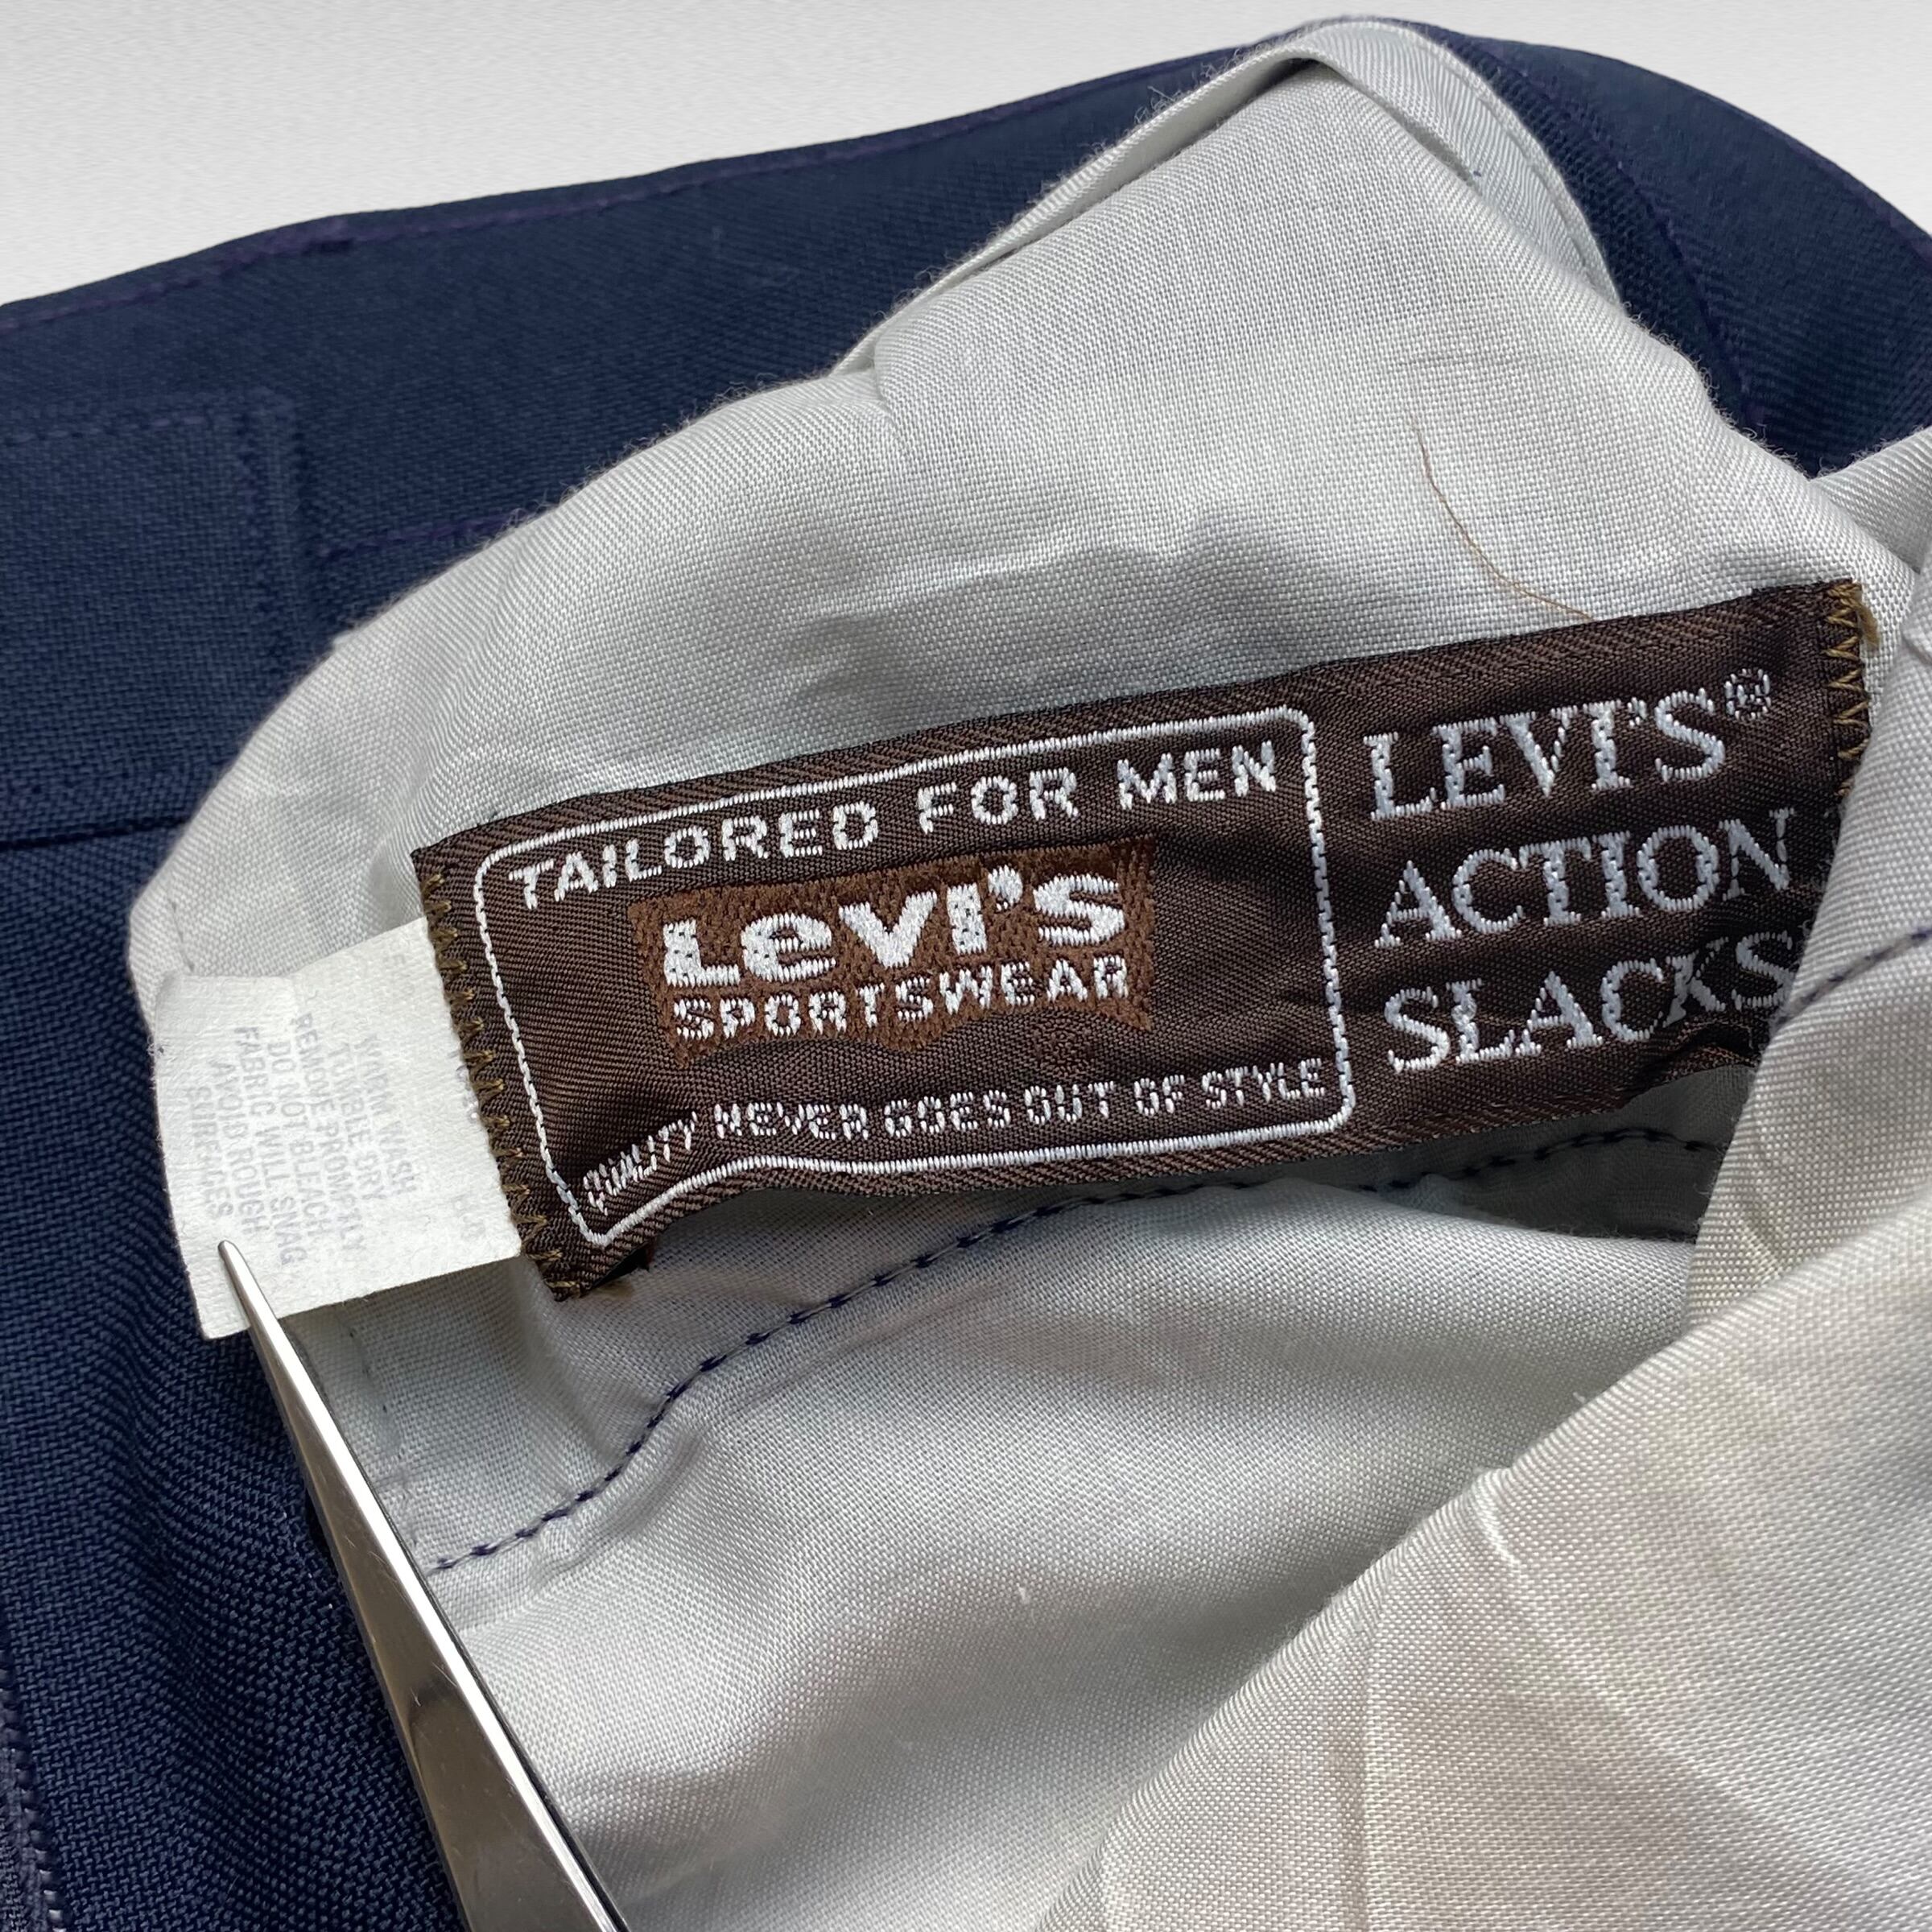 TAILORED FOR MEN
Levi's
SPORTSWEAR
QUALITY NEVER GOES OUT OF STYLE
LEVI'S®
ACTION
SLACKS
WARM WASH
TUMBLE DRY
REMOVE PROMPTLY
DO NOT BLEACH
FABRIC WILL SNAG
AVOID ROUGH
SURFACES